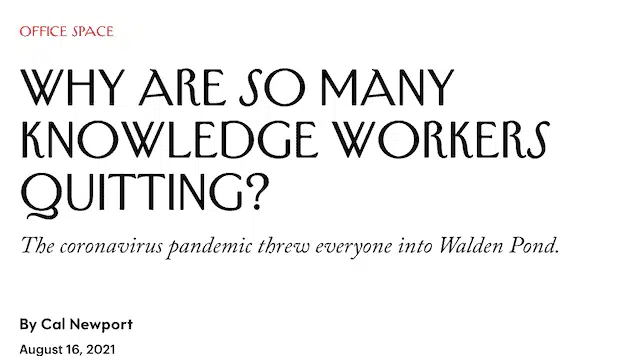 OFFICE SPACE
WHY ARE SO MANY
KNOWLEDGE WORKERS
QUITTING?
The coronavirus pandemic threw everyone into Walden Pond.
By Cal Newport
August 16, 2021